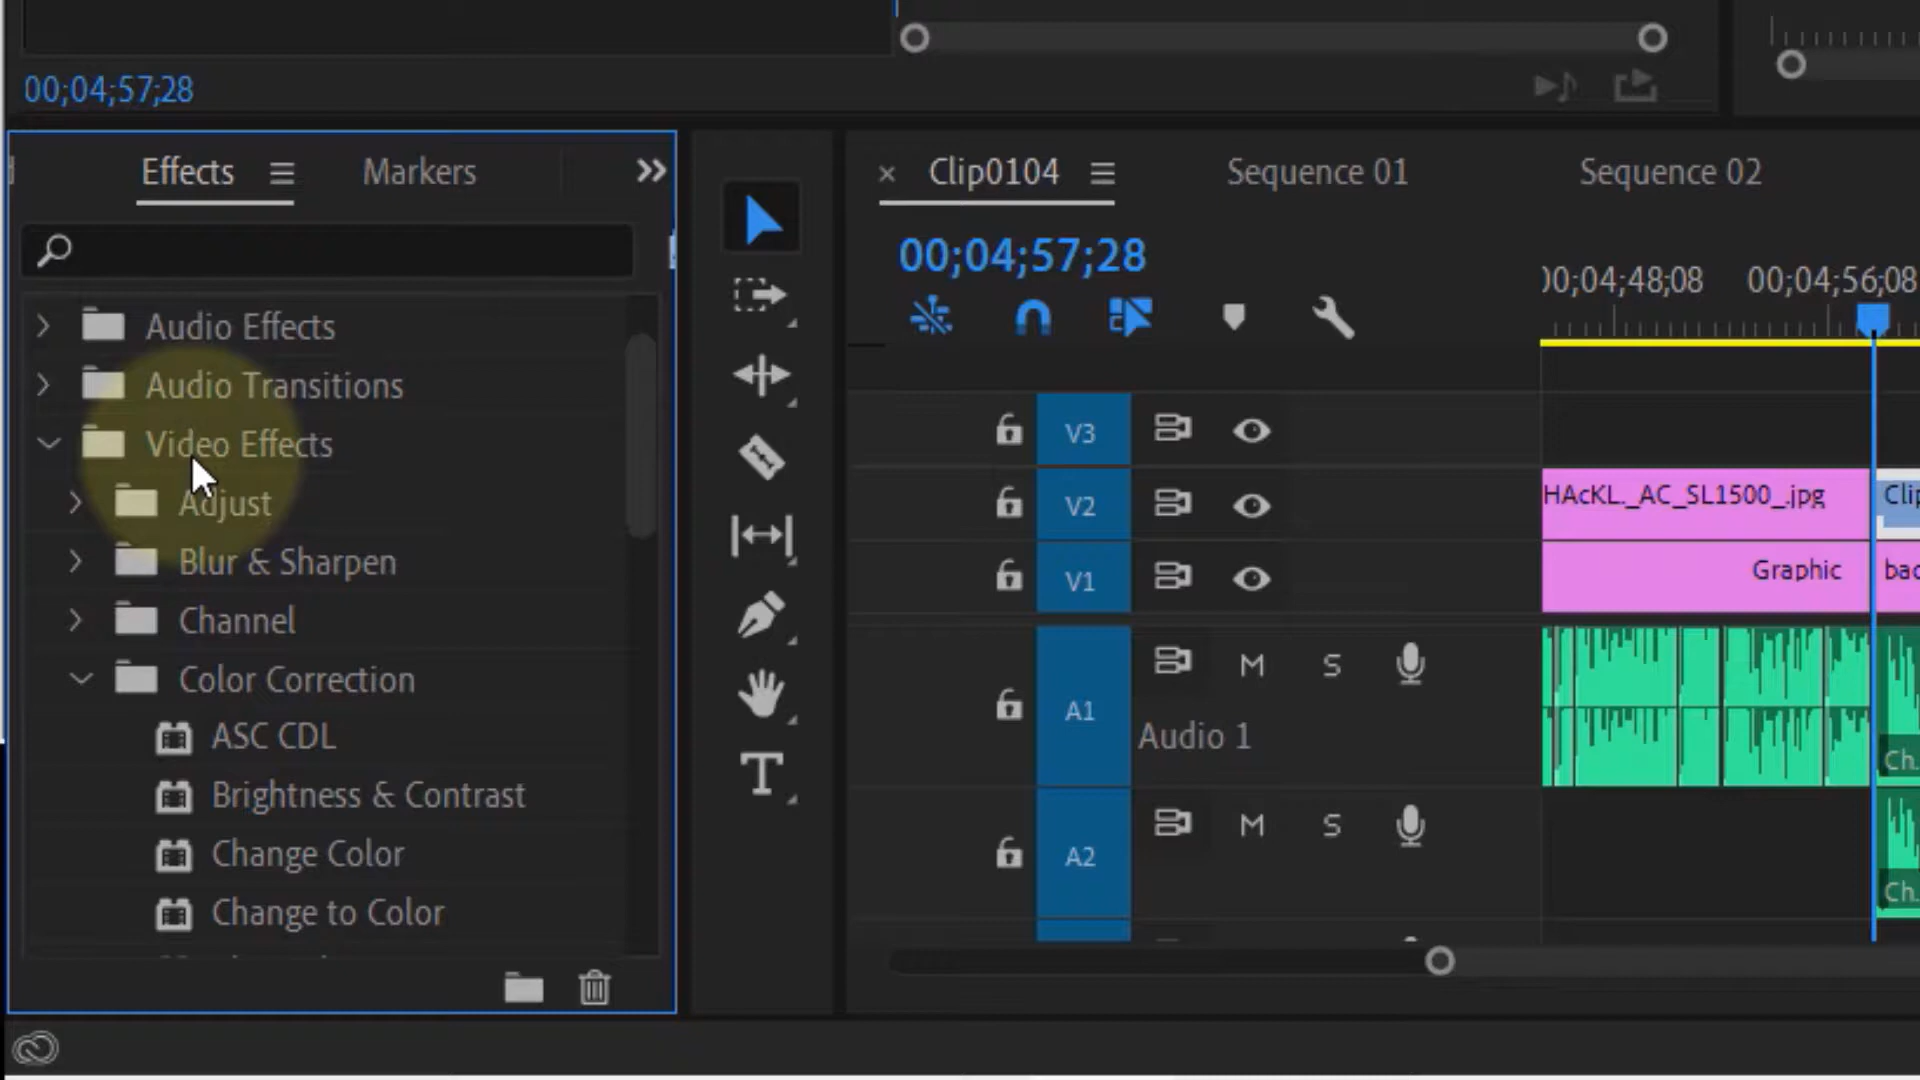 00;04;57;28
Effects
Markers
Clip0104
Sequence 01
Sequence 02
00;04;57;28
00;04;48;08
00;04;56;08
Audio Effects
Audio Transitions
Video Effects
Adjust
Blur & Sharpen
Channel
Color Correction
ASC CDL
Brightness & Contrast
Change Color
Change to Color
V3
V2
HAcKL._AC_SL1500_.jpg
Clip
V1
Graphic
bac
A1
M
S
Audio 1
Ch.
A2
M
S
Ch.